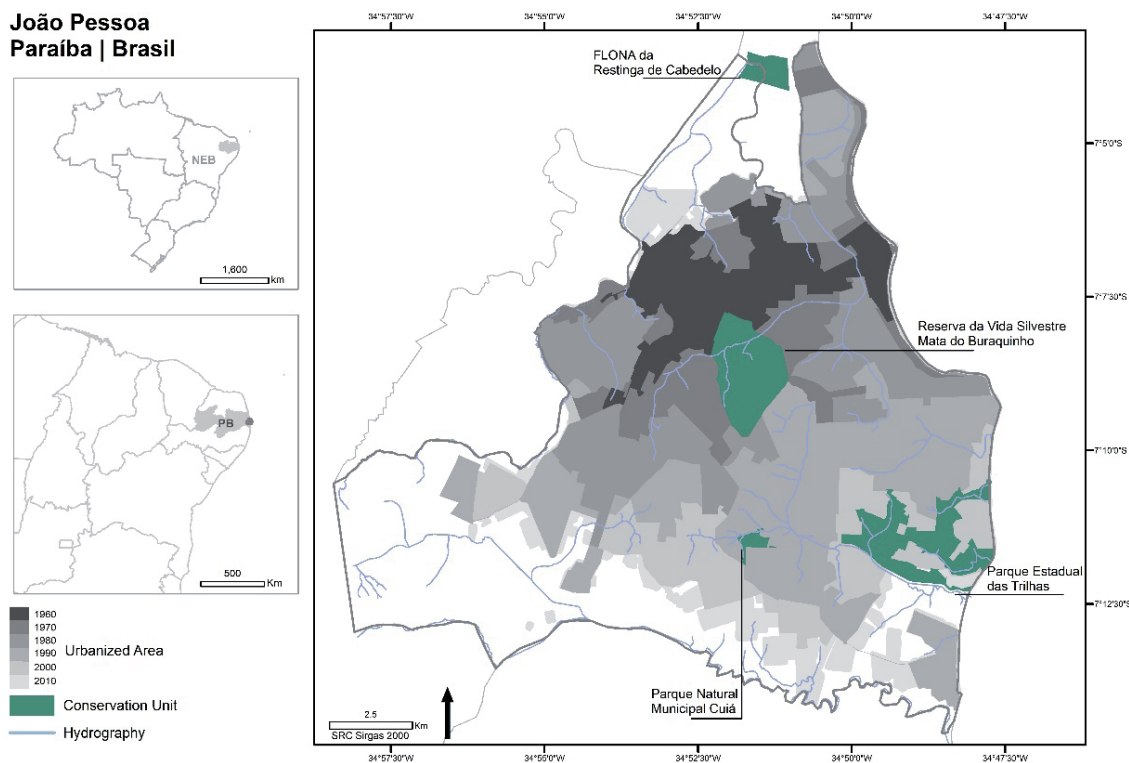 João Pessoa
Paraíba | Brasil
NEB
1,600
km
PB
500
Km
1960
1970
1980
1990
2000
2010
Urbanized Area
Conservation Unit
Hydrography
34°57'30"W
34°55'0"W
34°52'30"W
34°50'0"W
34°47'30"W
FLONA da
Restinga de Cabedelo
7°5'0"S
7°7'30"S
Reserva da Vida Silvestre
Mata do Buraquinho
7°10'0"S
Parque Estadual
das Trilhas
7°12'30"S
Parque Natural
Municipal Cuiá
2.5
Km
SRC Sirgas 2000
34°57'30"W
34°55'0"W
34°52'30"W
34°50'0"W
34°47'30"W